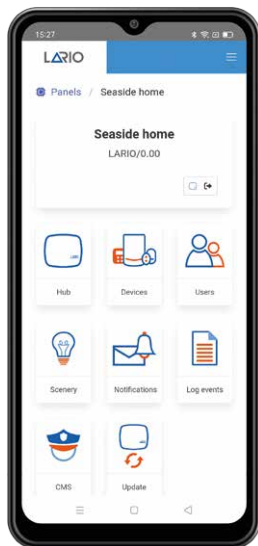 15:27
LARIO
Panels / Seaside home
Seaside home
LARIO/0.00
Hub
Devices
Users
Scenery
Notifications
Log events
CMS
Update